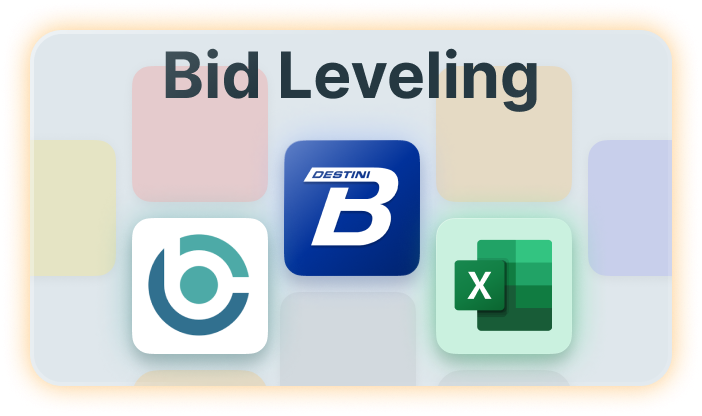 Bid Leveling
DESTINI
B
X